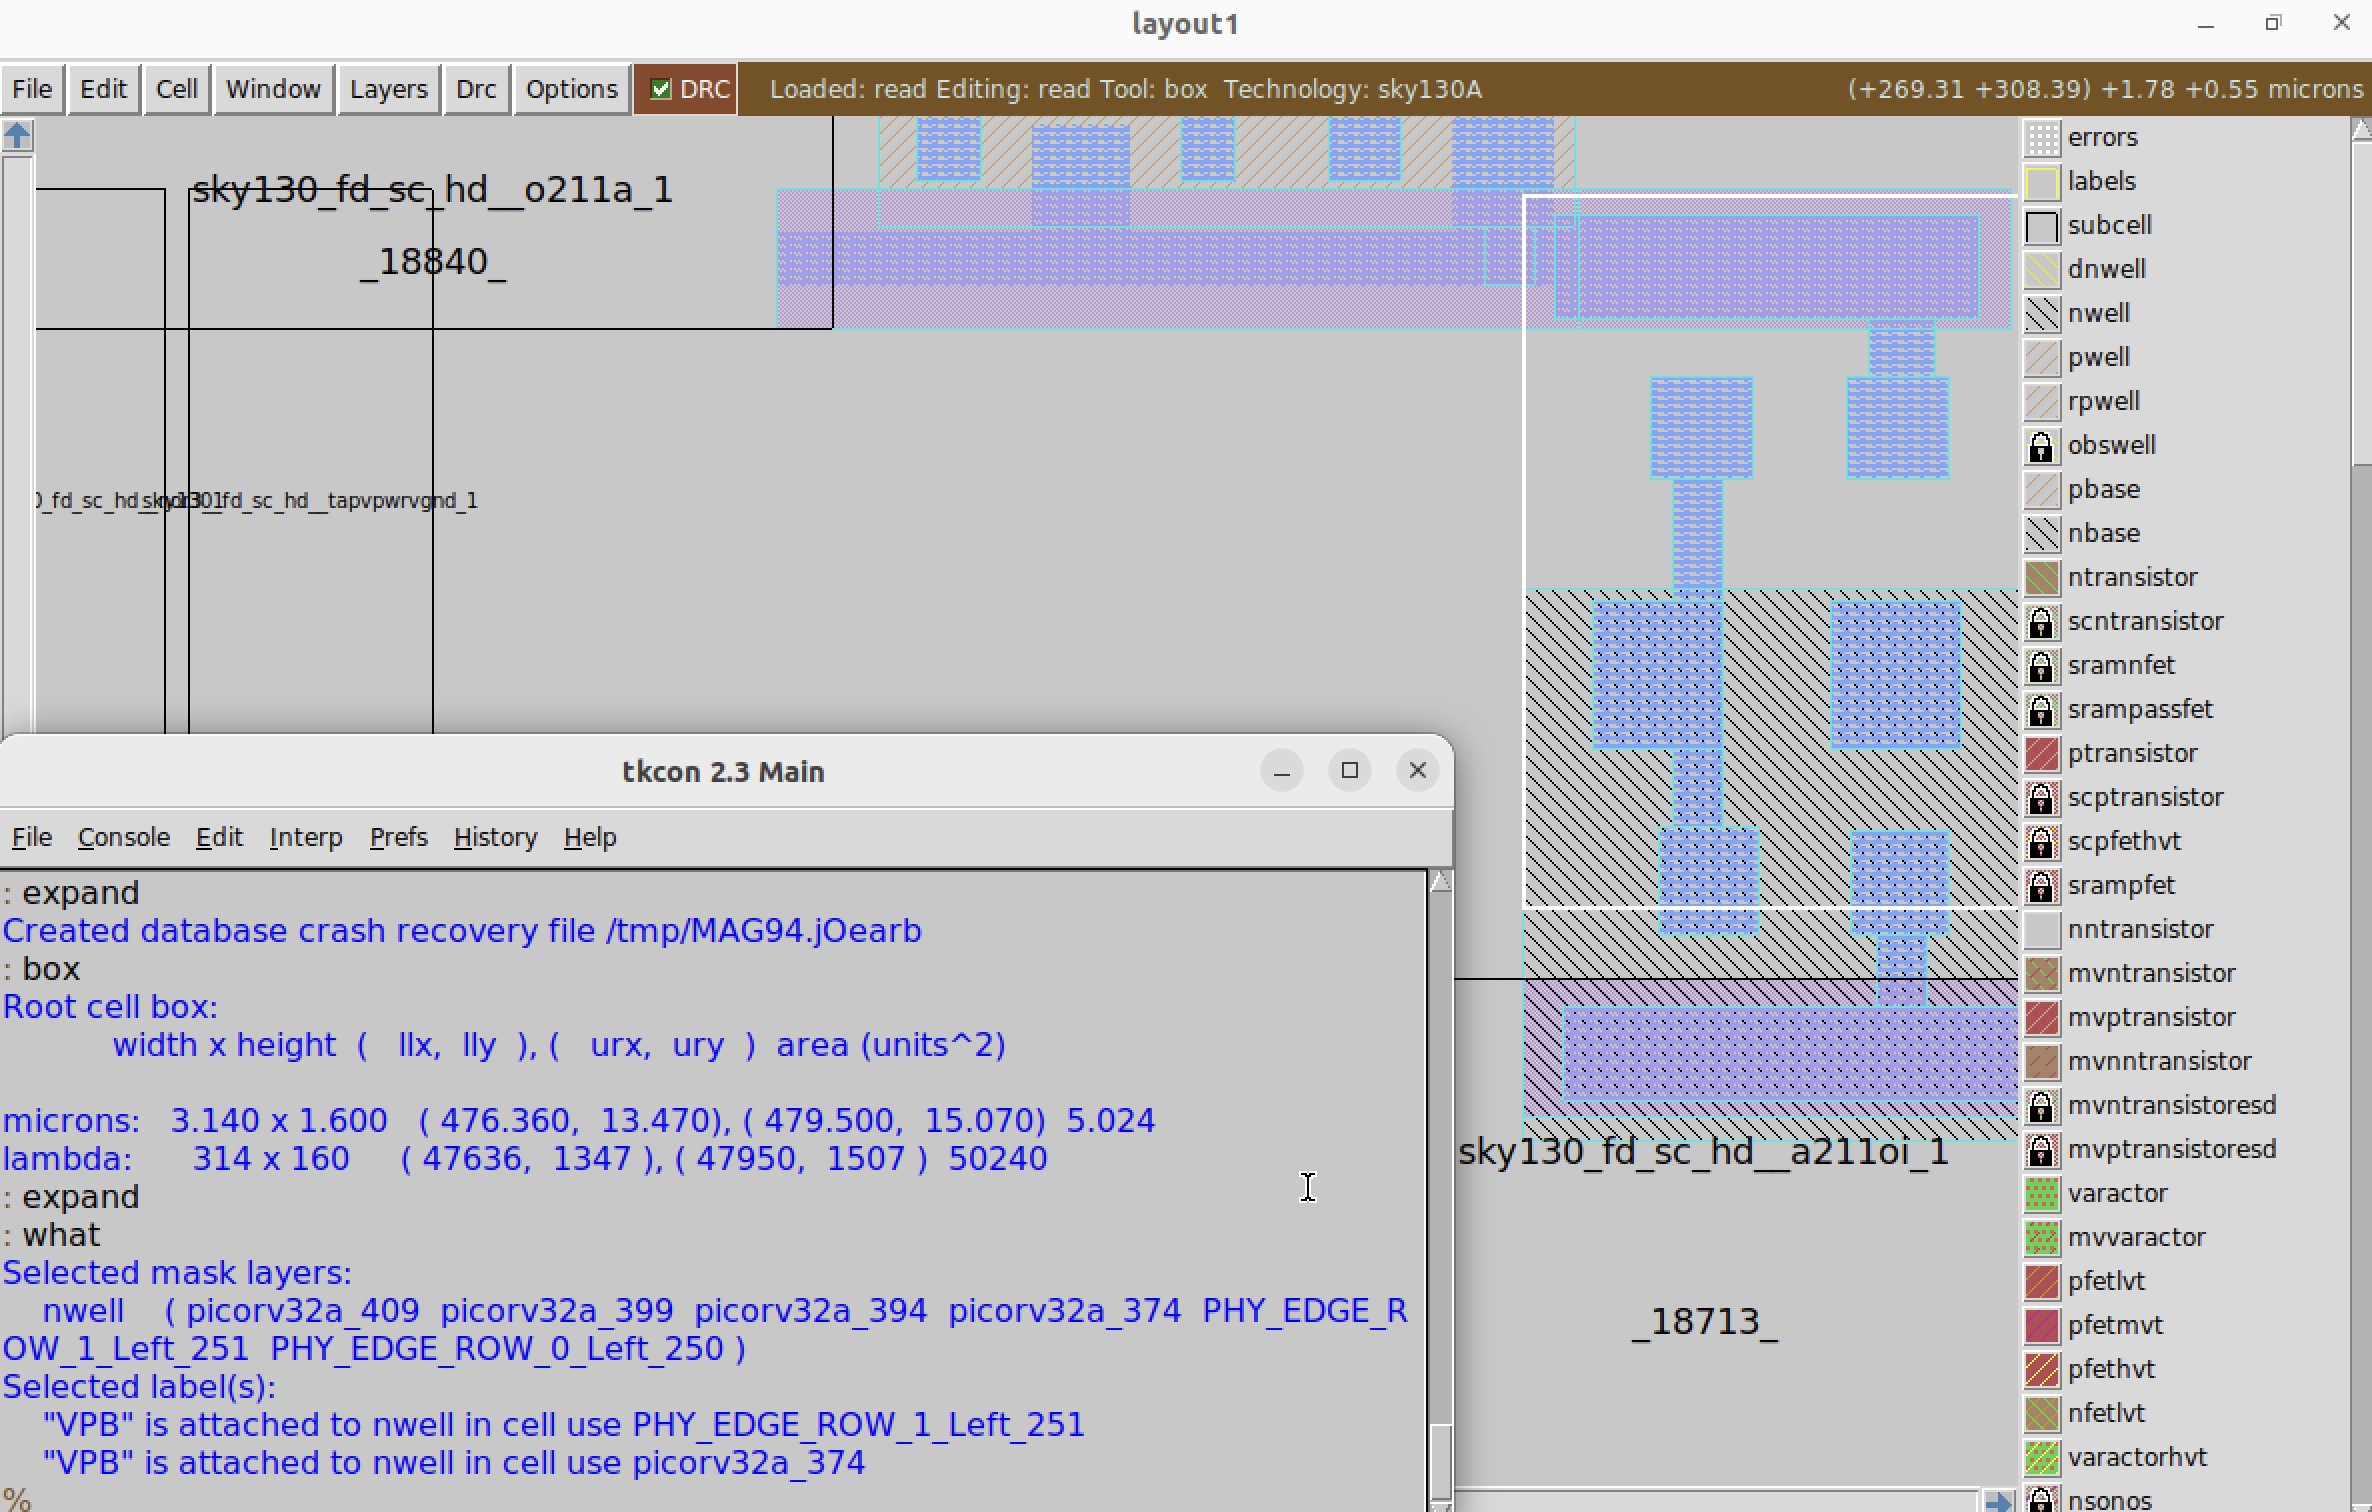 layout1
File Edit Cell Window Layers Drc Options DRC Loaded: read Editing: read Tool: box Technology: sky130A (+269.31 +308.39) +1.78 +0.55 microns
sky130_fd_sc_hd__o211a_1
_18840_
sky130_fd_sc_hd__tapvpwrvgnd_1
sky130_fd_sc_hd__a211oi_1
_18713_
errors
labels
subcell
dnwell
nwell
pwell
rpwell
obswell
pbase
nbase
ntransistor
scntransistor
sramnfet
srampassfet
ptransistor
scptransistor
scpfethvt
srampfet
nntransistor
mvntransistor
mvptransistor
mvnntransistor
mvntransistoresd
mvptransistoresd
varactor
mvvaractor
pfetlvt
pfetmvt
pfethvt
nfetlvt
varactorhvt
nsonos
tkcon 2.3 Main
File Console Edit Interp Prefs History Help
: expand
Created database crash recovery file /tmp/MAG94.jOearb
: box
Root cell box:
width x height ( llx, lly ), ( urx, ury ) area (units^2)
microns: 3.140 x 1.600 ( 476.360, 13.470), ( 479.500, 15.070) 5.024
lambda: 314 x 160 ( 47636, 1347 ), ( 47950, 1507 ) 50240
: expand
: what
Selected mask layers:
nwell ( picorv32a_409 picorv32a_399 picorv32a_394 picorv32a_374 PHY_EDGE_R
OW_1_Left_251 PHY_EDGE_ROW_0_Left_250 )
Selected label(s):
"VPB" is attached to nwell in cell use PHY_EDGE_ROW_1_Left_251
"VPB" is attached to nwell in cell use picorv32a_374
%